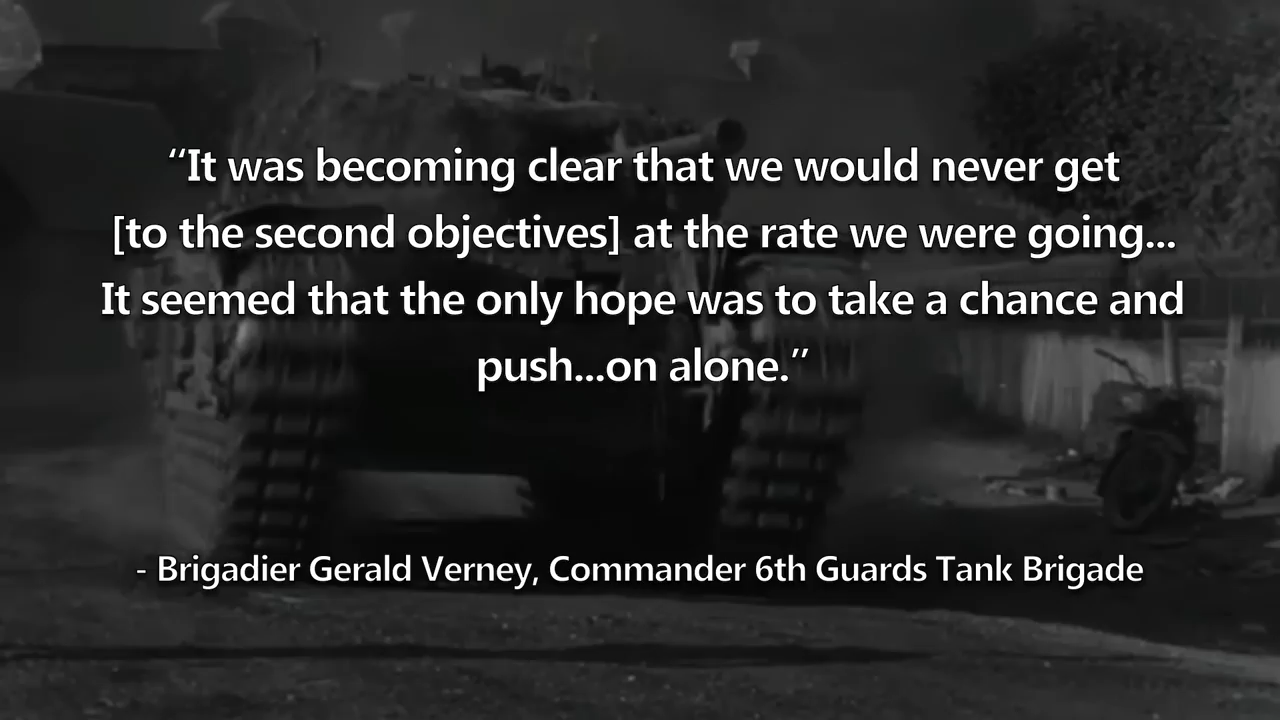 “It was becoming clear that we would never get
[to the second objectives] at the rate we were going...
It seemed that the only hope was to take a chance and
push...on alone.”
- Brigadier Gerald Verney, Commander 6th Guards Tank Brigade